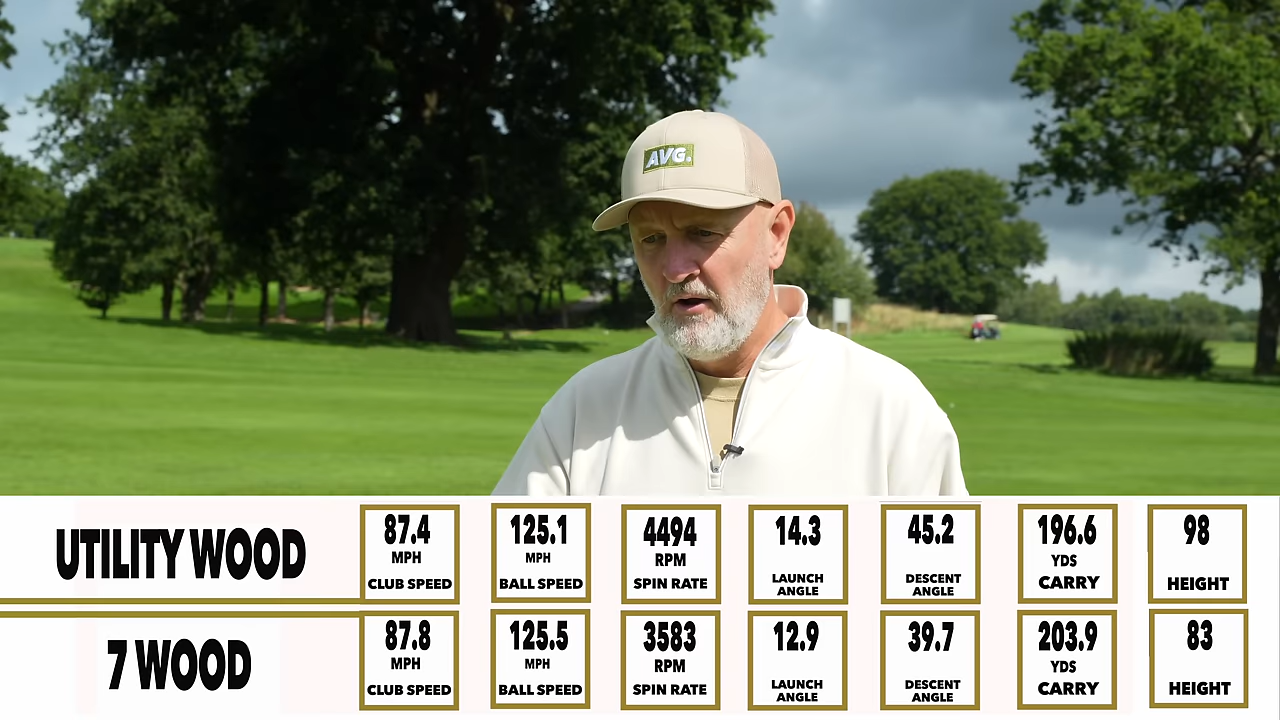 AVG.
UTILITY WOOD
87.4
MPH
CLUB SPEED
125.1
MPH
BALL SPEED
4494
RPM
SPIN RATE
14.3
LAUNCH
ANGLE
45.2
DESCENT
ANGLE
196.6
YDS
CARRY
98
HEIGHT
7 WOOD
87.8
MPH
CLUB SPEED
125.5
MPH
BALL SPEED
3583
RPM
SPIN RATE
12.9
LAUNCH
ANGLE
39.7
DESCENT
ANGLE
203.9
YDS
CARRY
83
HEIGHT